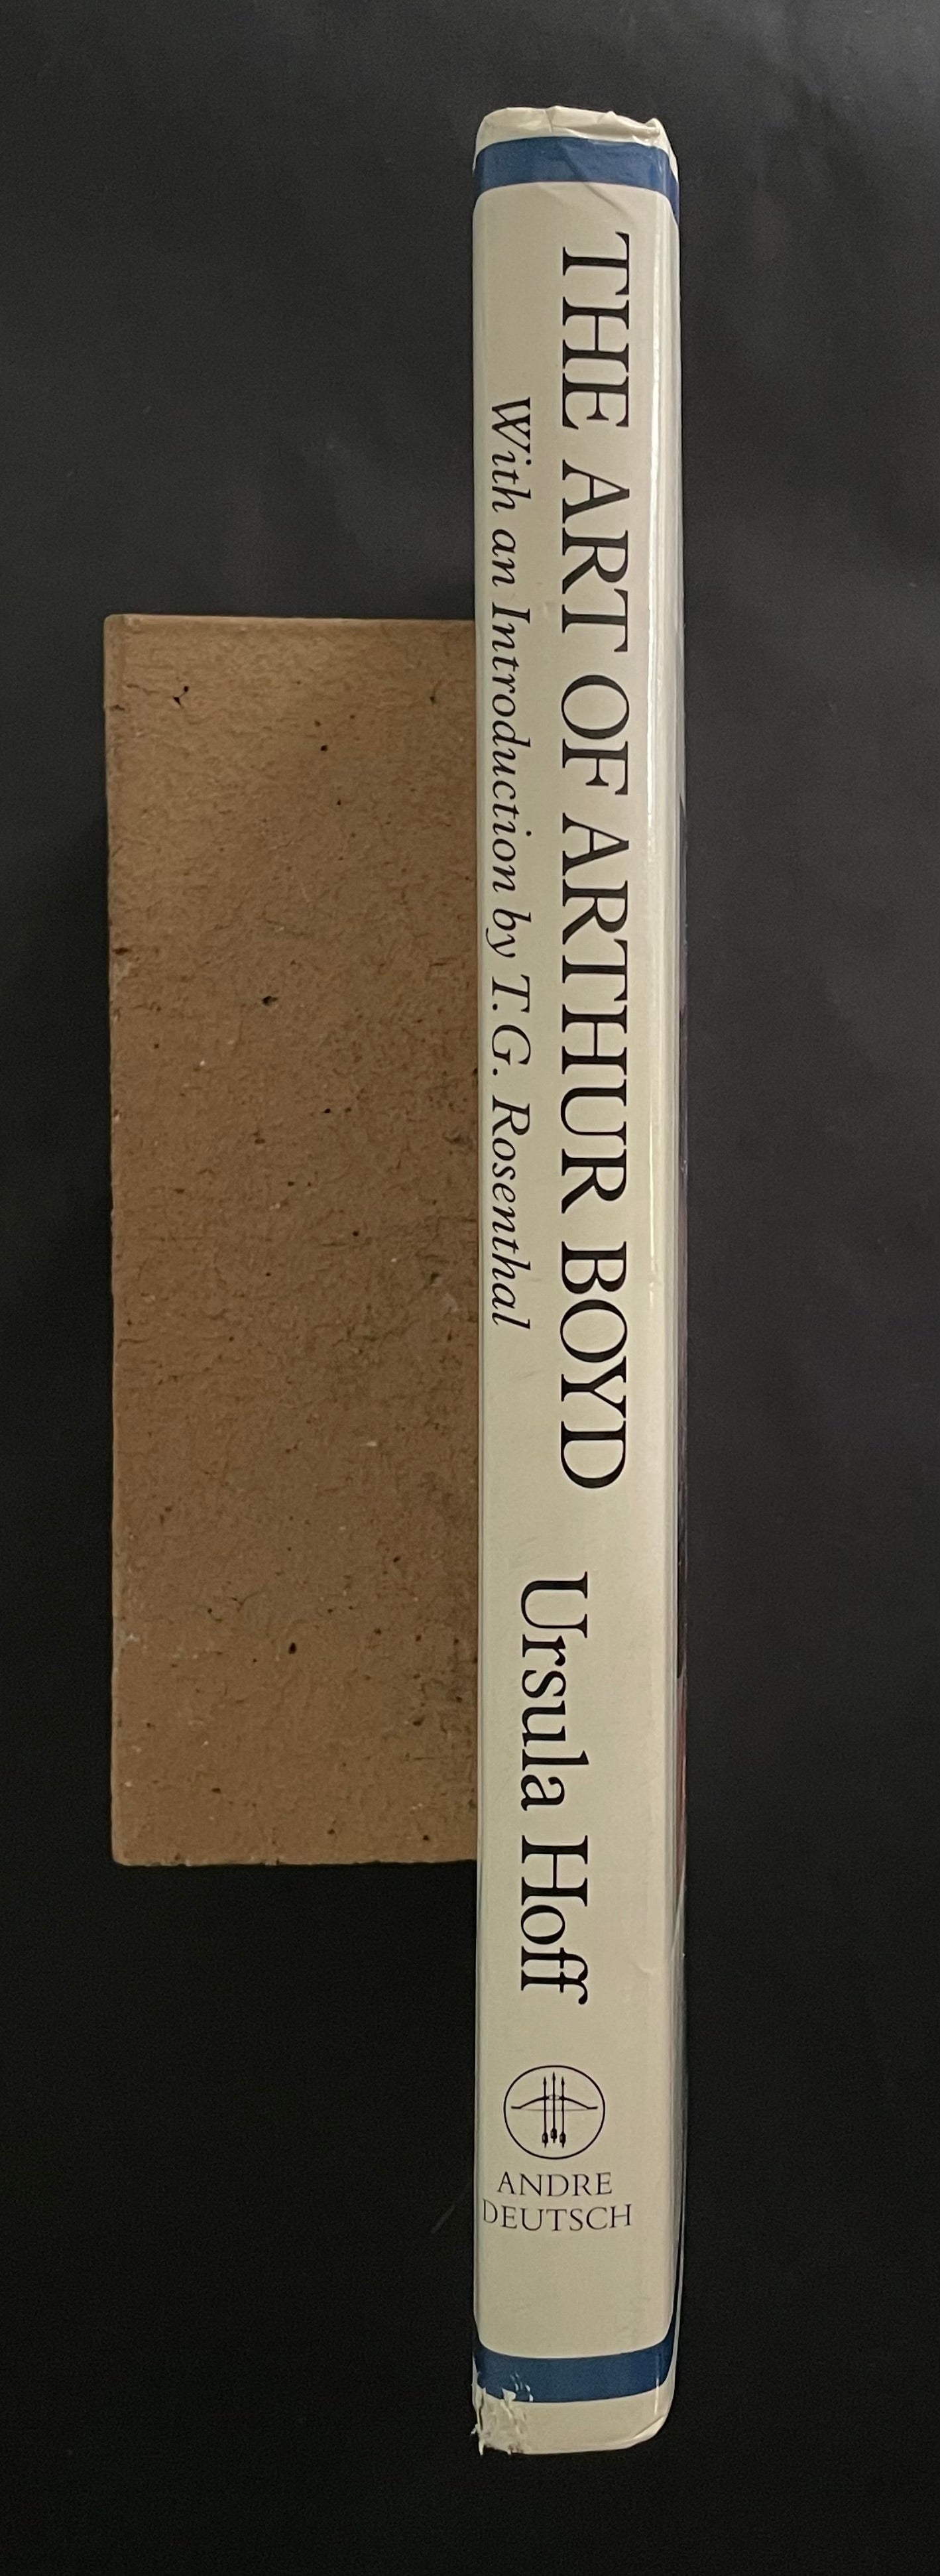 THE ART OF ARTHUR BOYD
With an Introduction by T.G. Rosenthal
Ursula Hoff
ANDRE
DEUTSCH